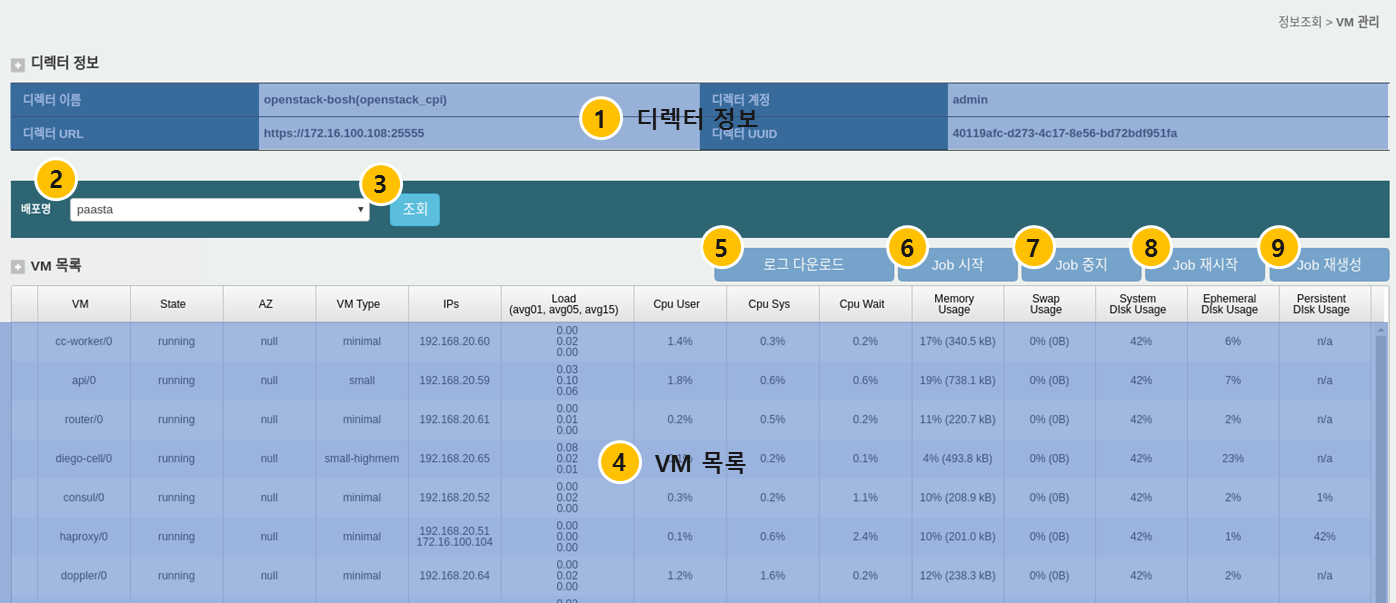 정보조회 > VM 관리
디렉터 정보
디렉터 이름 openstack-bosh(openstack_cpi) 디렉터 계정 admin
1 디렉터 정보
디렉터 URL https://172.16.100.108:25555 디렉터 UUID 40119afc-d273-4c17-8e56-bd72bdf951fa
2 3
배포명 paasta 조회
5 6 7 8 9
VM 목록 로그 다운로드 Job 시작 Job 중지 Job 재시작 Job 재생성
VM State AZ VM Type IPs Load (avg01, avg05, avg15) Cpu User Cpu Sys Cpu Wait Memory Usage Swap Usage System DIsk Usage Ephemeral DIsk Usage Persistent DIsk Usage
cc-worker/0 running null minimal 192.168.20.60 0.00 0.02 0.00 1.4% 0.3% 0.2% 17% (340.5 kB) 0% (0B) 42% 6% n/a
api/0 running null small 192.168.20.59 0.03 0.10 0.06 1.8% 0.6% 0.6% 19% (738.1 kB) 0% (0B) 42% 7% n/a
router/0 running null minimal 192.168.20.61 0.00 0.01 0.00 0.2% 0.5% 0.2% 11% (220.7 kB) 0% (0B) 42% 2% n/a
diego-cell/0 running null small-highmem 192.168.20.65 0.08 0.02 0.01 0.2% 0.1% 4% (493.8 kB) 0% (0B) 42% 23% n/a
4 VM 목록
consul/0 running null minimal 192.168.20.52 0.00 0.02 0.00 0.3% 0.2% 1.1% 10% (208.9 kB) 0% (0B) 42% 2% 1%
haproxy/0 running null minimal 192.168.20.51 172.16.100.104 0.00 0.00 0.00 0.1% 0.6% 2.4% 10% (201.0 kB) 0% (0B) 42% 1% 42%
doppler/0 running null minimal 192.168.20.64 0.00 0.02 0.00 1.2% 1.6% 0.2% 12% (238.3 kB) 0% (0B) 42% 2% n/a